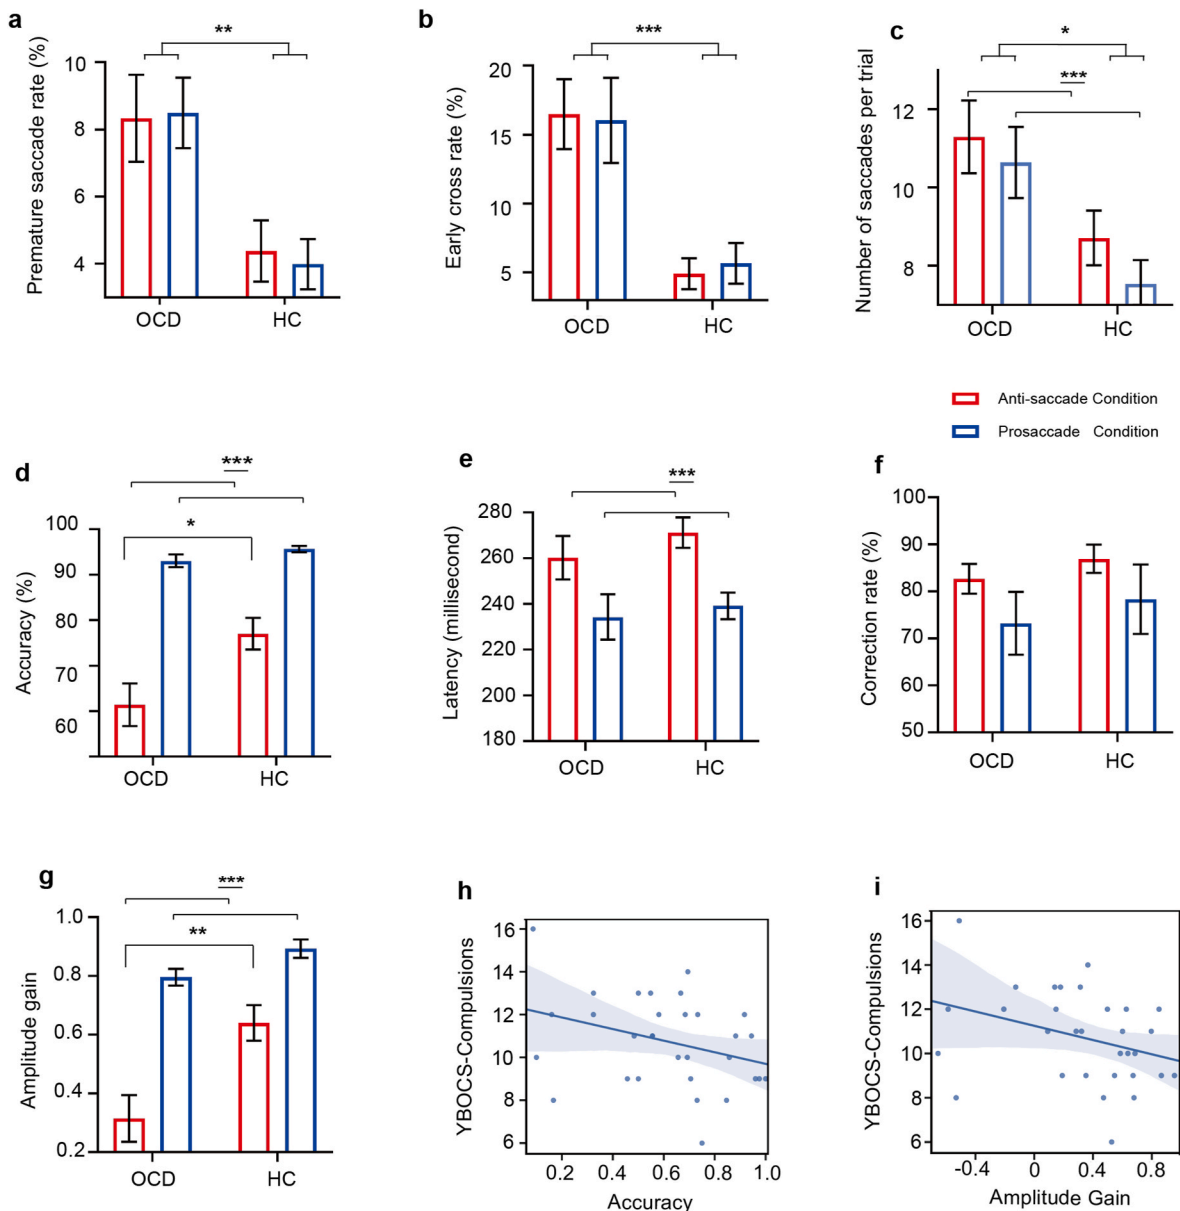 a
**
Premature saccade rate (%)
10
8
6
4
OCD
HC
b
***
Early cross rate (%)
20
15
10
5
OCD
HC
c
*
***
Number of saccades per trial
12
10
8
OCD
HC
Anti-saccade Condition
Prosaccade Condition
d
***
*
Accuracy (%)
100
90
80
70
60
OCD
HC
e
***
Latency (millisecond)
280
260
240
220
200
180
OCD
HC
f
Correction rate (%)
100
90
80
70
60
50
OCD
HC
g
***
**
Amplitude gain
1.0
0.8
0.6
0.4
0.2
OCD
HC
h
YBOCS-Compulsions
16
14
12
10
8
6
0.2
0.4
0.6
0.8
1.0
Accuracy
i
YBOCS-Compulsions
16
14
12
10
8
6
-0.4
0
0.4
0.8
Amplitude Gain